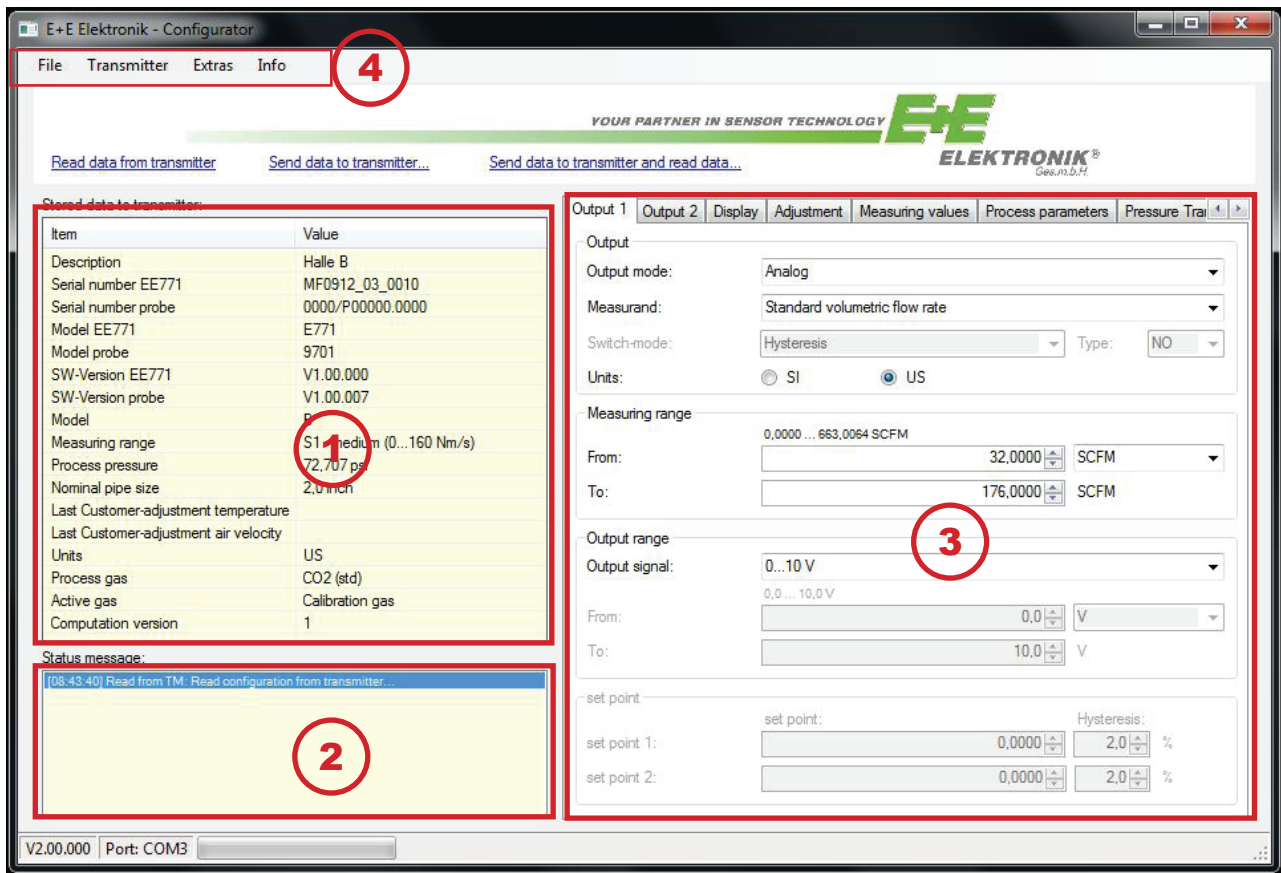 E+E Elektronik - Configurator
File Transmitter Extras Info
4
YOUR PARTNER IN SENSOR TECHNOLOGY
E+E
ELEKTRONIK®
Ges.m.b.H.
Read data from transmitter Send data to transmitter... Send data to transmitter and read data...
Stored data to transmitter:
Item Value
Description Halle B
Serial number EE771 MF0912_03_0010
Serial number probe 0000/P00000.0000
Model EE771 E771
Model probe 9701
SW-Version EE771 V1.00.000
SW-Version probe V1.00.007
Model
Measuring range S1 medium (0...160 Nm/s)
Process pressure 72,707 psi
Nominal pipe size 2,0 inch
Last Customer-adjustment temperature
Last Customer-adjustment air velocity
Units US
Process gas CO2 (std)
Active gas Calibration gas
Computation version 1
1
Status message:
[08:43:40] Read from TM: Read configuration from transmitter...
2
Output 1 Output 2 Display Adjustment Measuring values Process parameters Pressure Tra
Output
Output mode: Analog
Measurand: Standard volumetric flow rate
Switch-mode: Hysteresis Type: NO
Units: SI US
Measuring range
0,0000 ... 663,0064 SCFM
From: 32,0000 SCFM
To: 176,0000 SCFM
3
Output range
Output signal: 0...10 V
0,0 ... 10,0 V
From: 0,0 V
To: 10,0 V
set point
set point: Hysteresis:
set point 1: 0,0000 2,0 %
set point 2: 0,0000 2,0 %
V2.00.000 Port: COM3